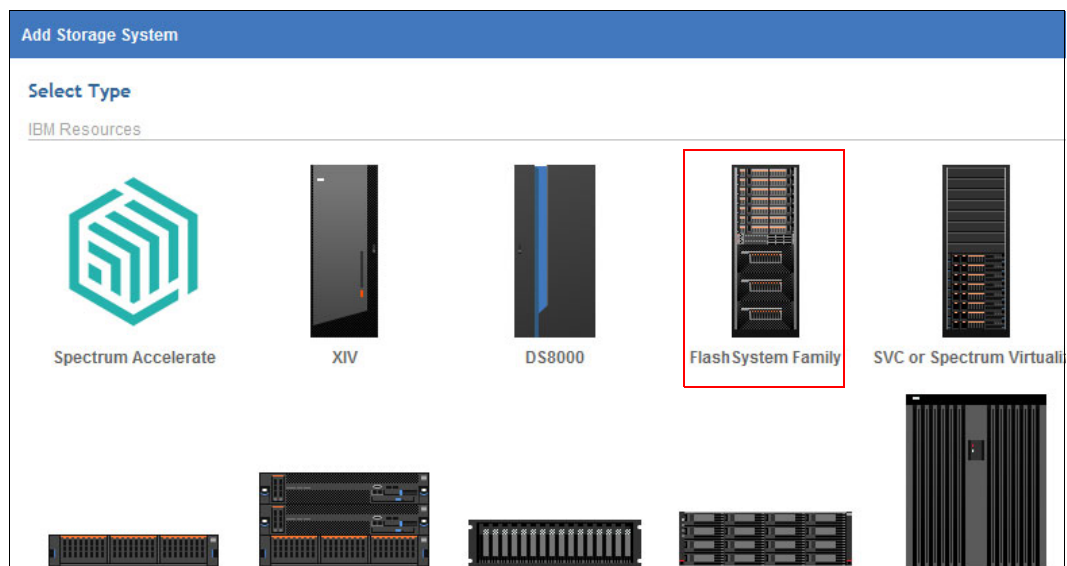 Add Storage System
Select Type
IBM Resources
Spectrum Accelerate
XIV
DS8000
FlashSystem Family
SVC or Spectrum Virtuali